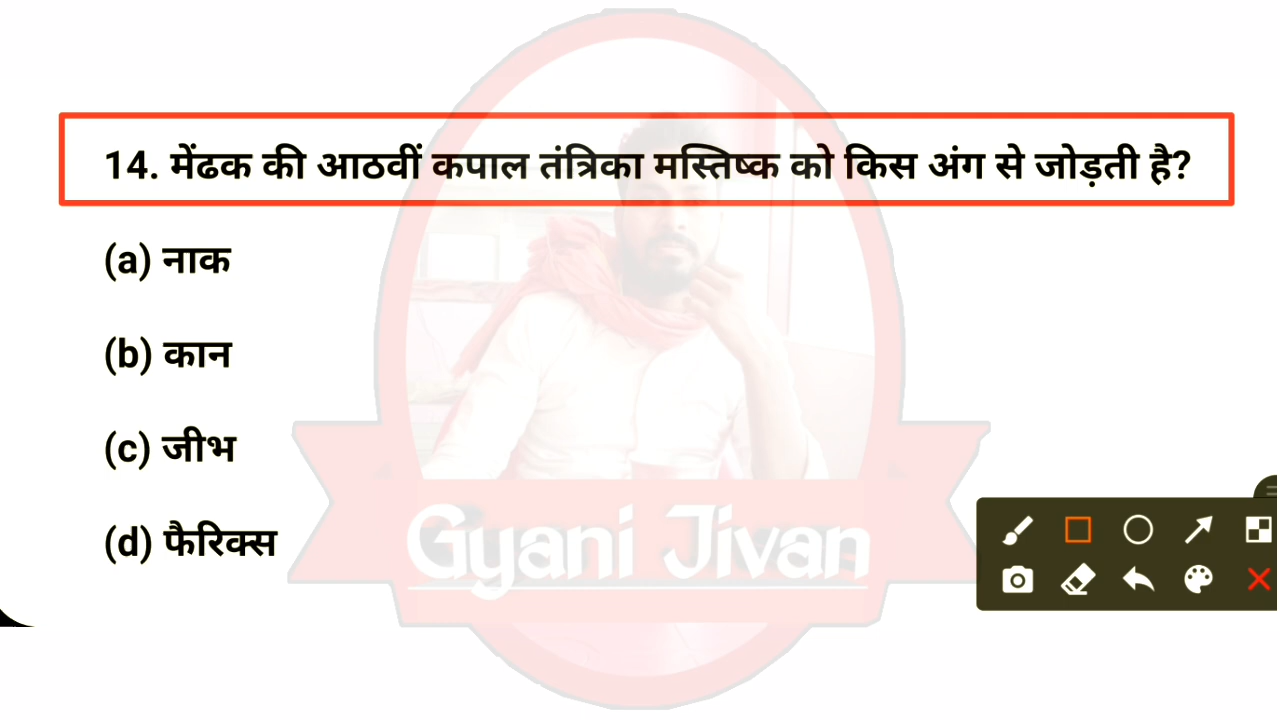 14. मेंढक की आठवीं कपाल तंत्रिका मस्तिष्क को किस अंग से जोड़ती है?
(a) नाक
(b) कान
(c) जीभ
(d) फैरिक्स
Gyani Jivan